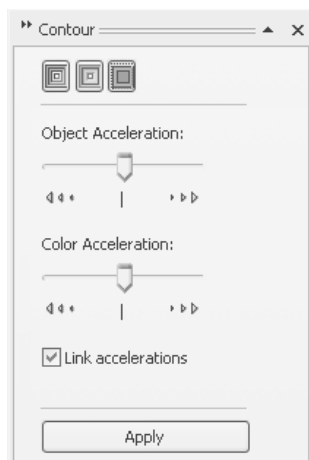 Contour
Object Acceleration:
Color Acceleration:
Link accelerations
Apply